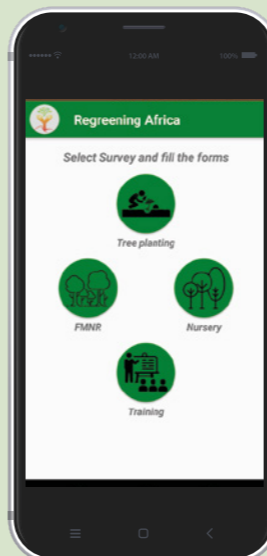 12:00 AM
100%
Regreening Africa
Select Survey and fill the forms
Tree planting
FMNR
Nursery
Training